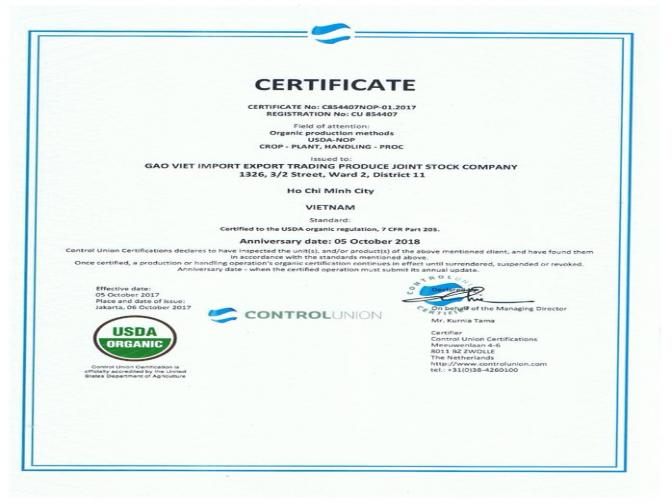 CERTIFICATE
CERTIFICATE No: C854407NOP-01.2017
REGISTRATION No: CU 854407
Field of attention:
Organic production methods
USDA-NOP
CROP - PLANT, HANDLING - PROC
Issued to:
GAO VIET IMPORT EXPORT TRADING PRODUCE JOINT STOCK COMPANY
1326, 3/2 Street, Ward 2, District 11
Ho Chi Minh City
VIETNAM
Standard:
Certified to the USDA organic regulation, 7 CFR Part 205.
Anniversary date: 05 October 2018
Control Union Certifications declares to have inspected the unit(s), and/or product(s) of the above mentioned client, and have found them
in accordance with the standards mentioned above.
Once certified, a production or handling operation's organic certification continues in effect until surrendered, suspended or revoked.
Anniversary date - when the certified operation must submit its annual update.
Effective date:
05 October 2017
Place and date of issue:
Jakarta, 06 October 2017
USDA
ORGANIC
Control Union Certification is
officially accredited by the United
States Department of Agriculture
CONTROLUNION
On behalf of the Managing Director
Mr. Kurnia Tama
Certifier
Control Union Certifications
Meeuwenlaan 4-6
8011 BZ ZWOLLE
The Netherlands
http://www.controlunion.com
tel.: +31(0)38-4260100